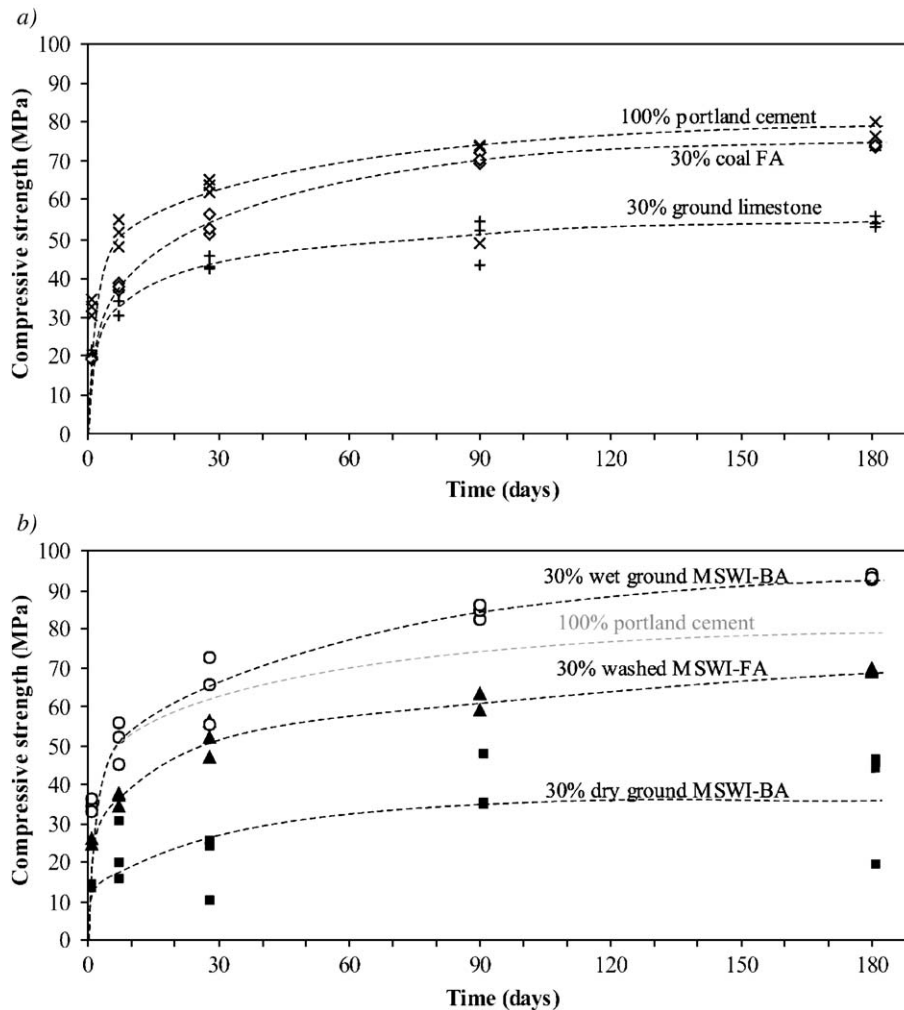 a)
100
90
80
70
60
50
40
30
20
10
0
Compressive strength (MPa)
100% portland cement
30% coal FA
30% ground limestone
0 30 60 90 120 150 180
Time (days)
b)
100
90
80
70
60
50
40
30
20
10
0
Compressive strength (MPa)
30% wet ground MSWI-BA
100% portland cement
30% washed MSWI-FA
30% dry ground MSWI-BA
0 30 60 90 120 150 180
Time (days)